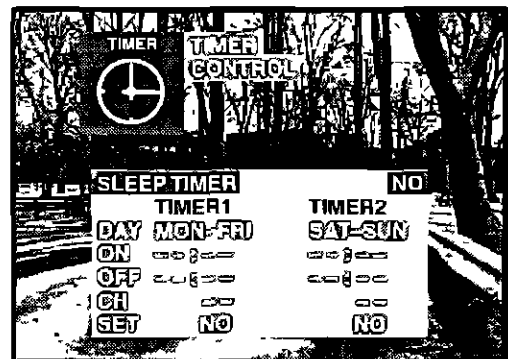 TIMER TIMER
CONTROL
SLEEP TIMER NO
TIMER1 TIMER2
DAY MON-FRI SAT-SUN
ON --:-- --:--
OFF --:-- --:--
CH -- --
SET NO NO